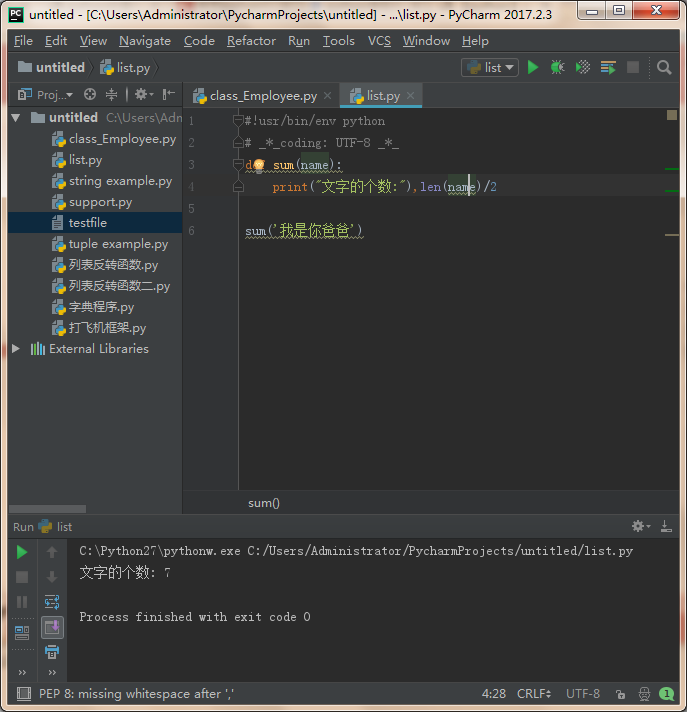 untitled - [C:\Users\Administrator\PycharmProjects\untitled] - ...\list.py - PyCharm 2017.2.3
File Edit View Navigate Code Refactor Run Tools VCS Window Help
untitled list.py list
Proj... class_Employee.py list.py
untitled C:\Users\Adm
class_Employee.py
list.py
string example.py
support.py
testfile
tuple example.py
列表反转函数.py
列表反转函数二.py
字典程序.py
打飞机框架.py
External Libraries
1 #!usr/bin/env python
2 # _*_coding: UTF-8 _*_
3 d sum(name):
4 print("文字的个数:"),len(name)/2
5
6 sum('我是你爸爸')
sum()
Run list
C:\Python27\pythonw.exe C:/Users/Administrator/PycharmProjects/untitled/list.py
文字的个数: 7
Process finished with exit code 0
PEP 8: missing whitespace after ',' 4:28 CRLF UTF-8 1